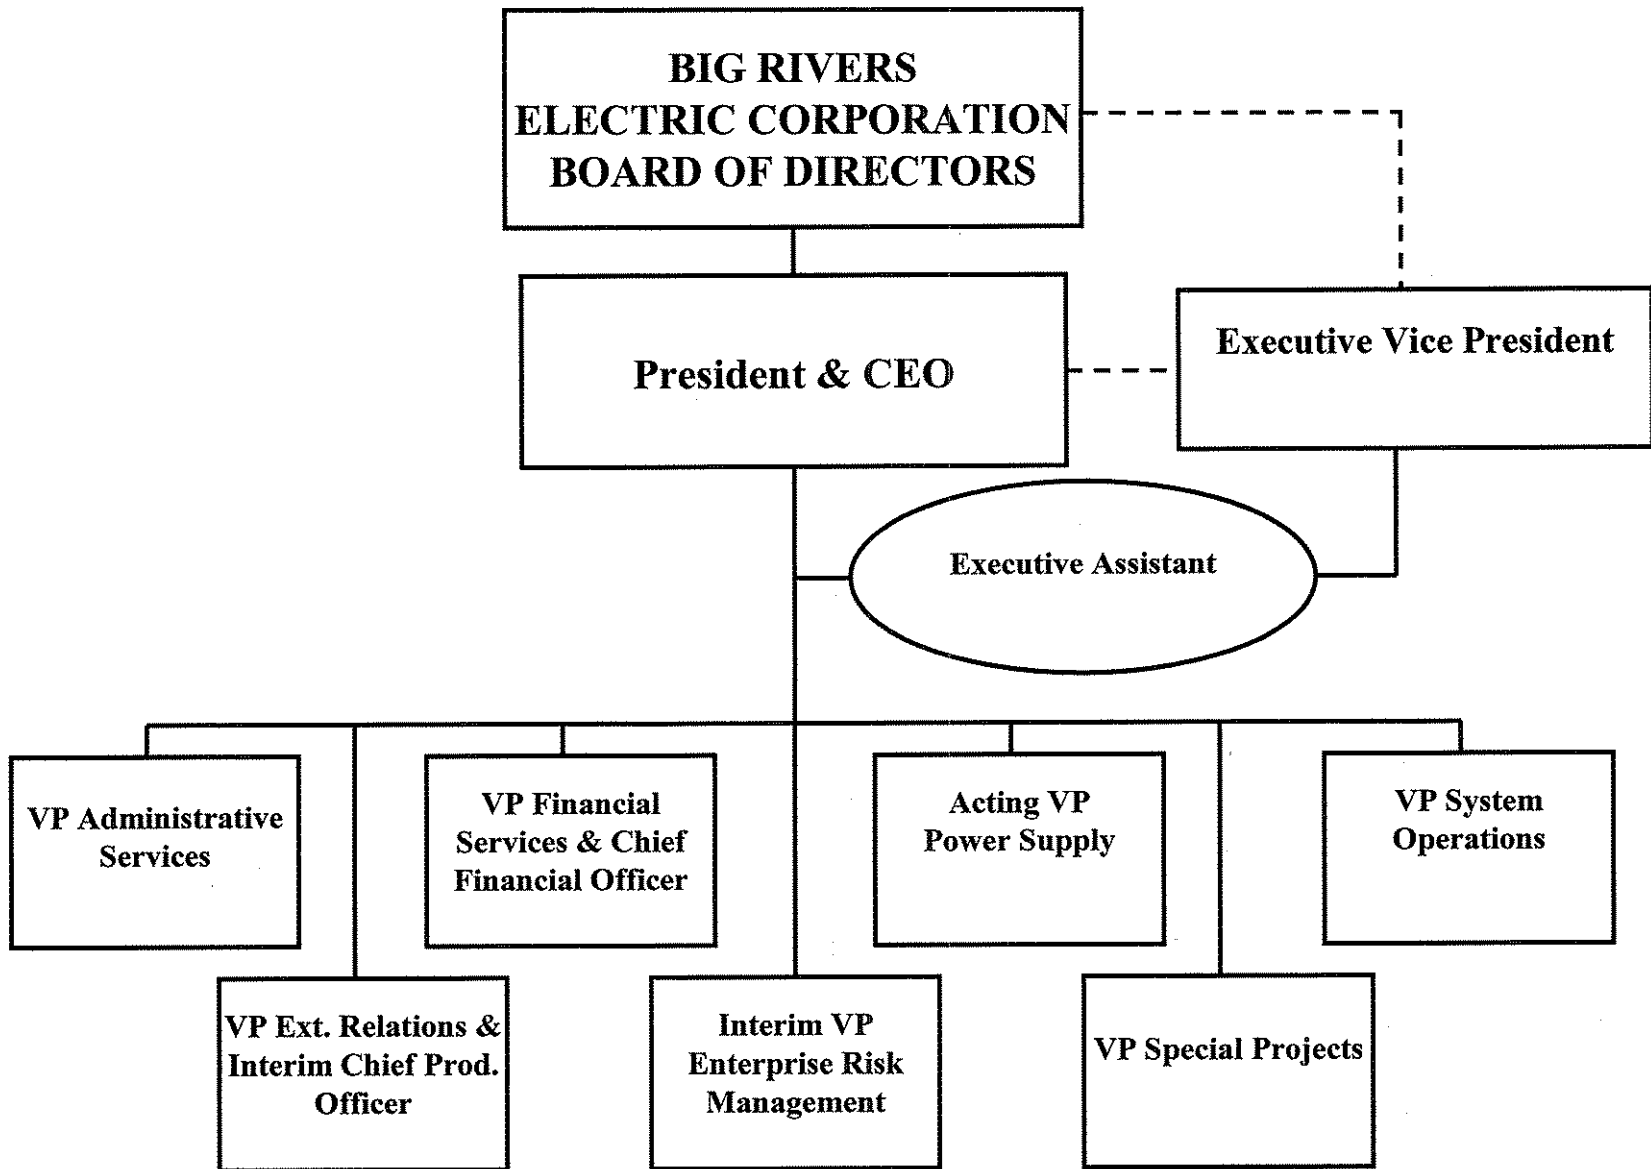 BIG RIVERS
ELECTRIC CORPORATION
BOARD OF DIRECTORS
President & CEO
Executive Vice President
Executive Assistant
VP Administrative
Services
VP Financial
Services & Chief
Financial Officer
Acting VP
Power Supply
VP System
Operations
VP Ext. Relations &
Interim Chief Prod.
Officer
Interim VP
Enterprise Risk
Management
VP Special Projects